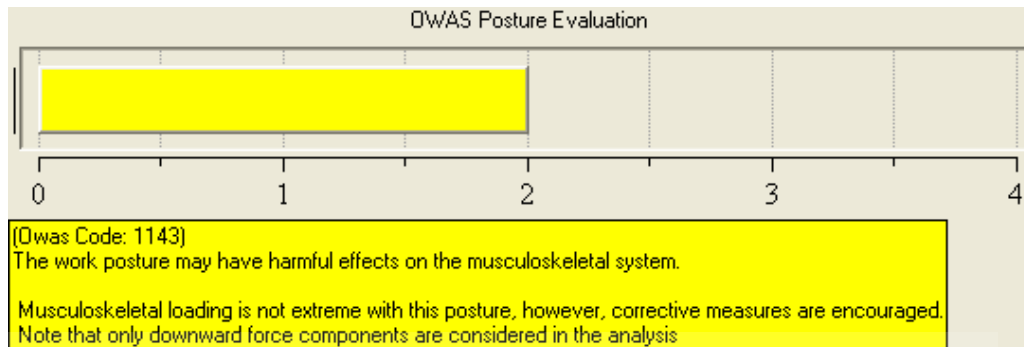 OWAS Posture Evaluation
0 1 2 3 4
(Owas Code: 1143)
The work posture may have harmful effects on the musculoskeletal system.
Musculoskeletal loading is not extreme with this posture, however, corrective measures are encouraged.
Note that only downward force components are considered in the analysis